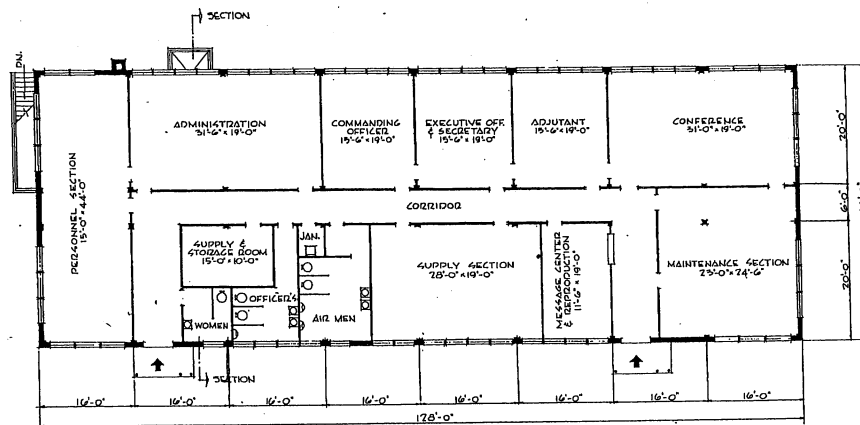 SECTION
DN.
ADMINISTRATION
31'-6" × 19'-0"
COMMANDING
OFFICER
15'-6" × 19'-0"
EXECUTIVE OFF.
& SECRETARY
15'-6" × 19'-0"
ADJUTANT
15'-6" × 19'-0"
CONFERENCE
31'-0" × 19'-0"
20'-0"
PERSONNEL SECTION
15'-0" × 44'-0"
CORRIDOR
6'-0"
SUPPLY &
STORAGE ROOM
15'-0" × 10'-0"
JAN.
SUPPLY SECTION
28'-0" × 19'-0"
MESSAGE CENTER
& REPRODUCTION
11'-6" × 19'-0"
MAINTENANCE SECTION
23'-0" × 24'-6"
20'-0"
OFFICER'S
WOMEN
AIR MEN
SECTION
16'-0" 16'-0" 16'-0" 16'-0" 16'-0" 16'-0" 16'-0" 16'-0"
128'-0"